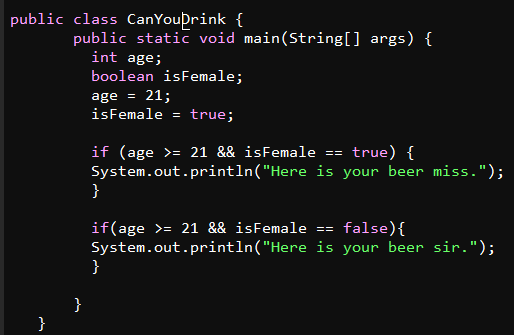 public class CanYouDrink {
public static void main(String[] args) {
int age;
boolean isFemale;
age = 21;
isFemale = true;
if (age >= 21 && isFemale == true) {
System.out.println("Here is your beer miss.");
}
if(age >= 21 && isFemale == false){
System.out.println("Here is your beer sir.");
}
}
}